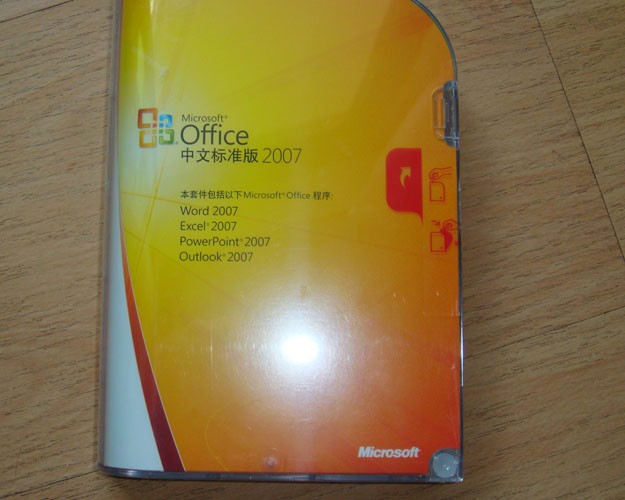 Microsoft®
Office
中文标准版 2007
本套件包括以下 Microsoft® Office 程序:
Word 2007
Excel® 2007
PowerPoint® 2007
Outlook® 2007
Microsoft